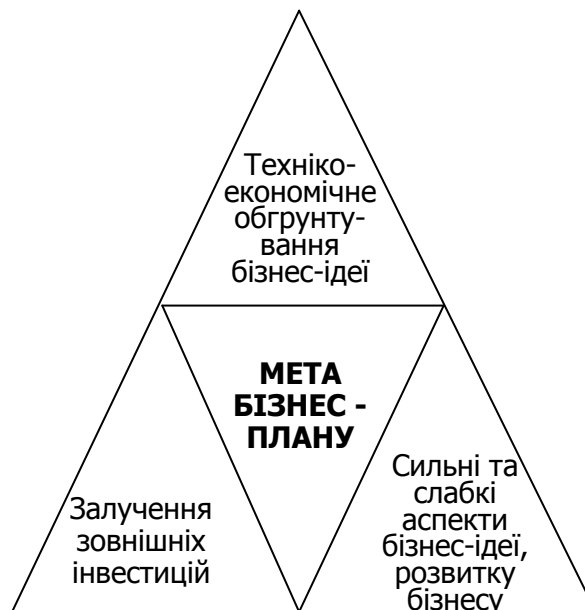 Техніко-
економічне
обгрунту-
вання
бізнес-ідеї
МЕТА
БІЗНЕС -
ПЛАНУ
Залучення
зовнішніх
інвестицій
Сильні та
слабкі
аспекти
бізнес-ідеї,
розвитку
бізнесу